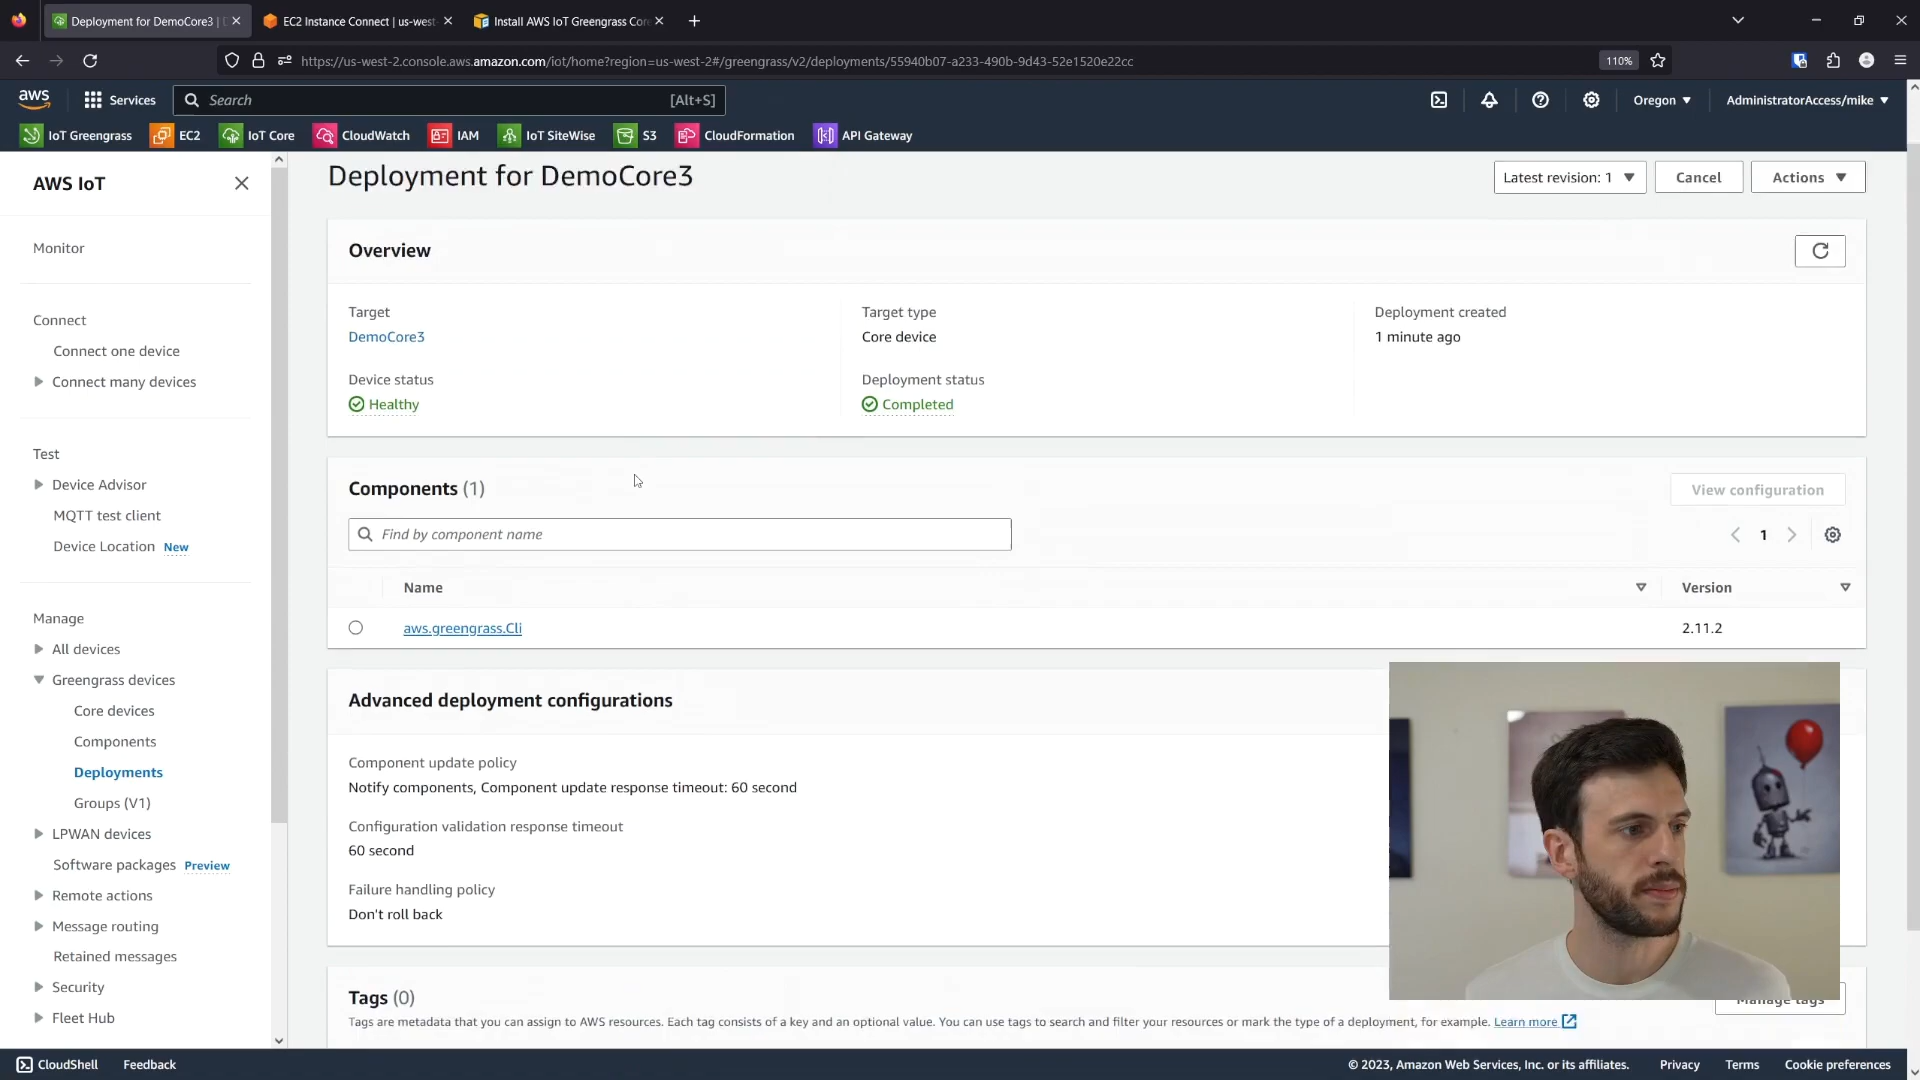 Deployment for DemoCore3 | D
EC2 Instance Connect | us-west-
Install AWS IoT Greengrass Core
https://us-west-2.console.aws.amazon.com/iot/home?region=us-west-2#/greengrass/v2/deployments/55940b07-a233-490b-9d43-52e1520e22cc
110%
aws
Services
Search
[Alt+S]
Oregon
AdministratorAccess/mike
IoT Greengrass
EC2
IoT Core
CloudWatch
IAM
IoT SiteWise
S3
CloudFormation
API Gateway
AWS IoT
Monitor
Connect
Connect one device
Connect many devices
Test
Device Advisor
MQTT test client
Device Location New
Manage
All devices
Greengrass devices
Core devices
Components
Deployments
Groups (V1)
LPWAN devices
Software packages Preview
Remote actions
Message routing
Retained messages
Security
Fleet Hub
Deployment for DemoCore3
Latest revision: 1
Cancel
Actions
Overview
Target
DemoCore3
Target type
Core device
Deployment created
1 minute ago
Device status
Healthy
Deployment status
Completed
Components (1)
View configuration
Find by component name
1
Name
Version
aws.greengrass.Cli
2.11.2
Advanced deployment configurations
Component update policy
Notify components, Component update response timeout: 60 second
Configuration validation response timeout
60 second
Failure handling policy
Don't roll back
Tags (0)
Manage tags
Tags are metadata that you can assign to AWS resources. Each tag consists of a key and an optional value. You can use tags to search and filter your resources or mark the type of a deployment, for example. Learn more
CloudShell
Feedback
© 2023, Amazon Web Services, Inc. or its affiliates.
Privacy
Terms
Cookie preferences